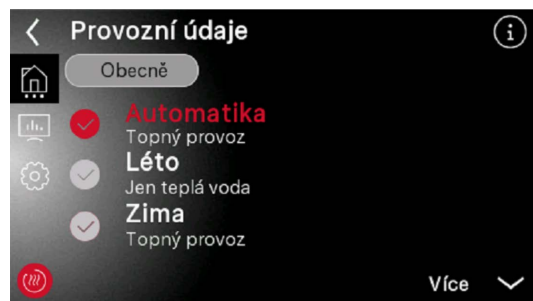 Provozní údaje
Obecně
Automatika
Topný provoz
Léto
Jen teplá voda
Zima
Topný provoz
Více